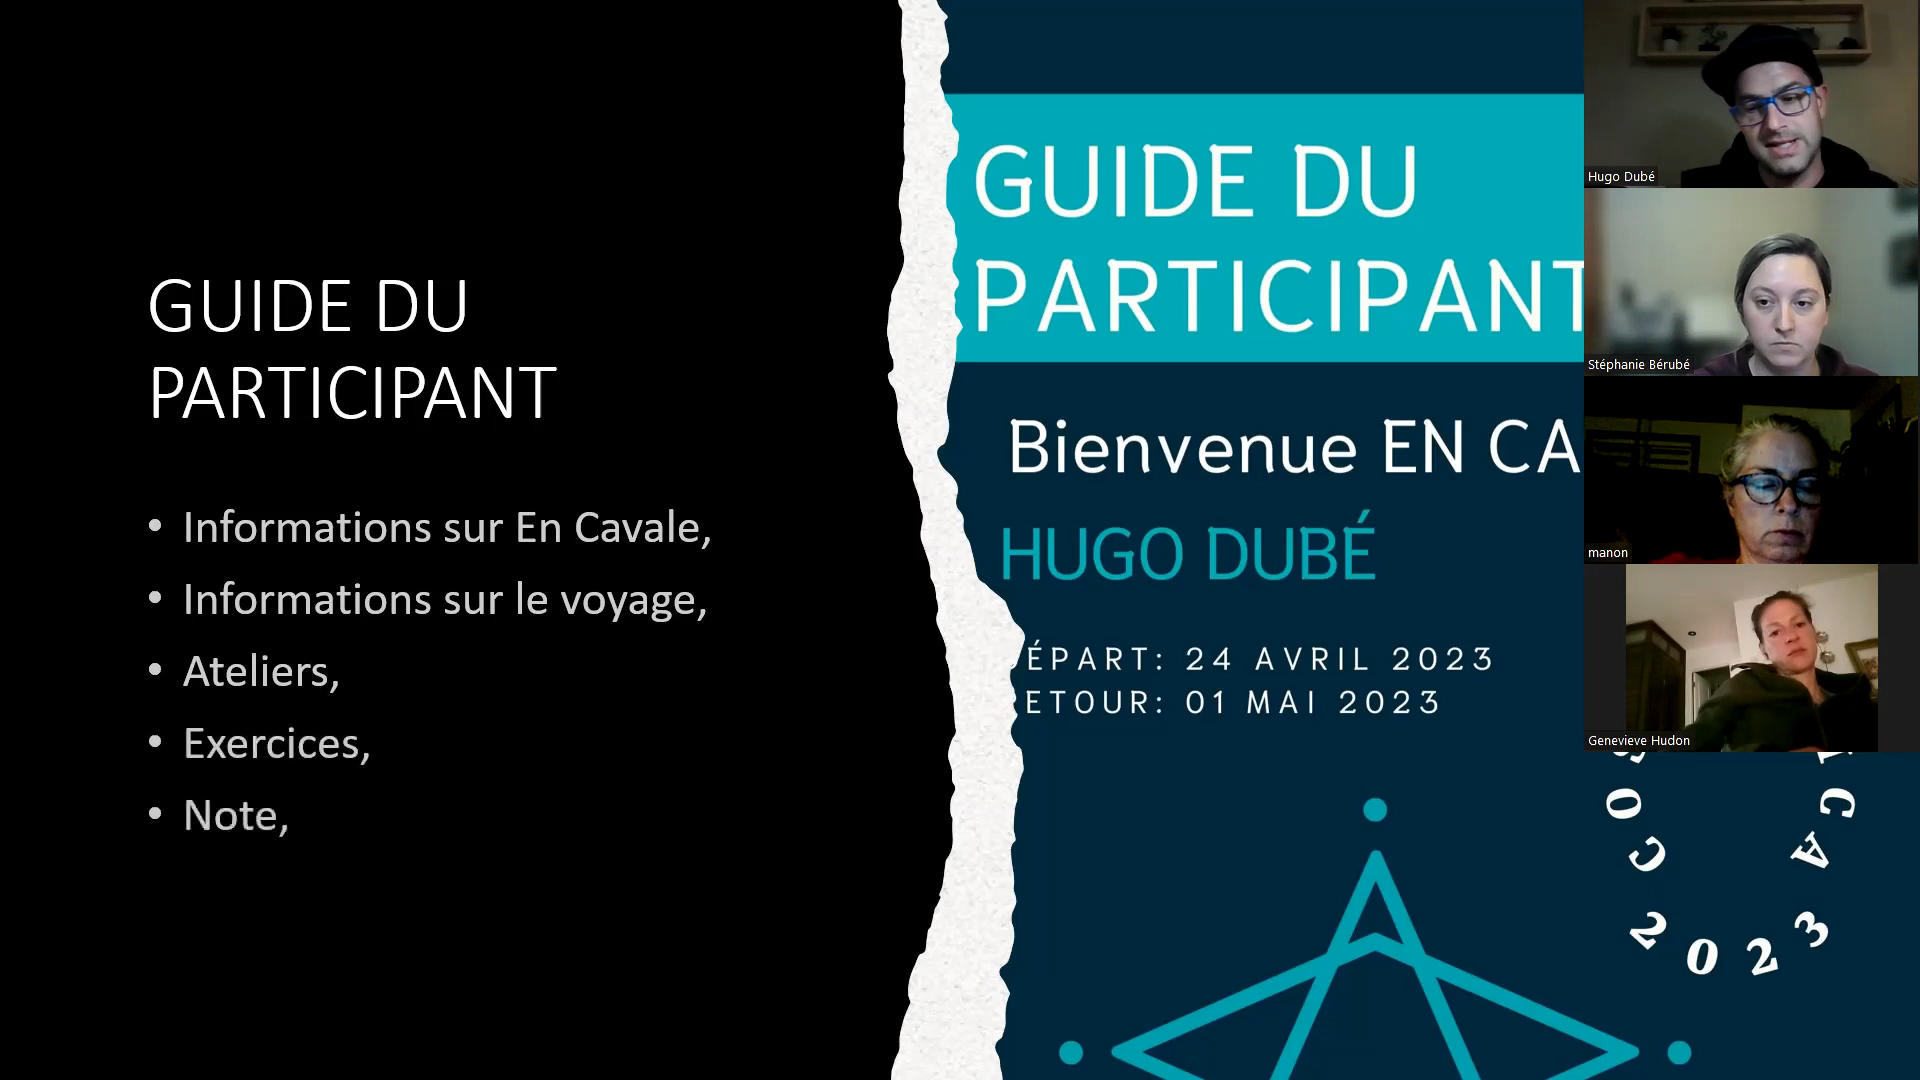 GUIDE DU
PARTICIPANT
• Informations sur En Cavale,
• Informations sur le voyage,
• Ateliers,
• Exercices,
• Note,
GUIDE DU
PARTICIPANT
Bienvenue EN CA
HUGO DUBÉ
ÉPART: 24 AVRIL 2023
ETOUR: 01 MAI 2023
2023
Hugo Dubé
Stéphanie Bérubé
manon
Genevieve Hudon